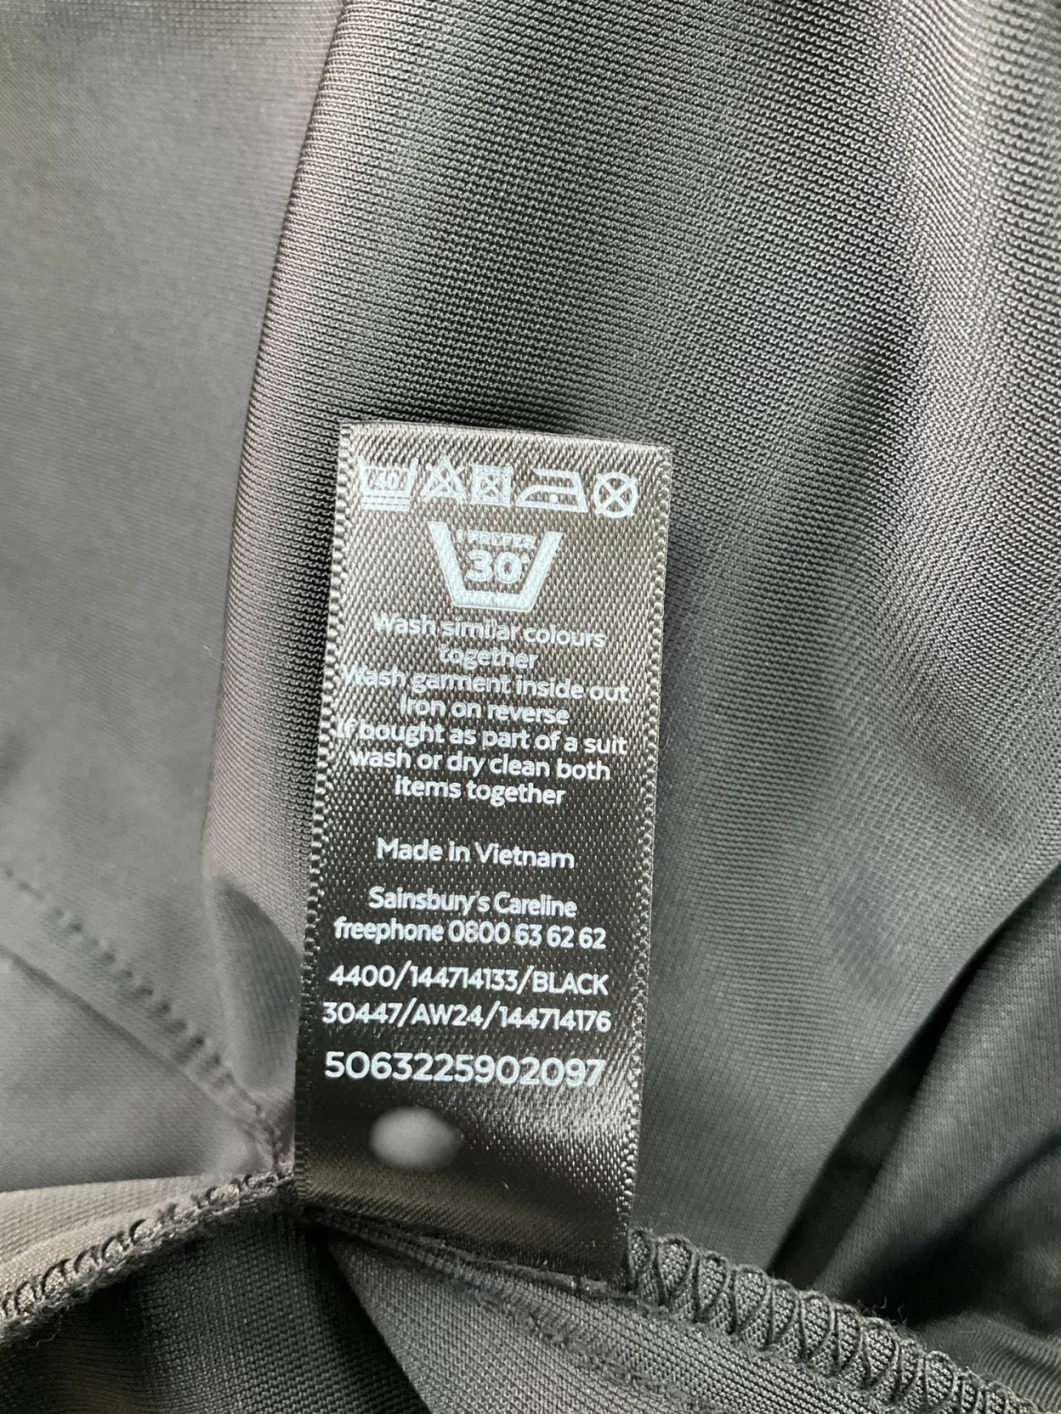 40
PREFER
30°
Wash similar colours
together
Wash garment inside out
Iron on reverse
If bought as part of a suit
wash or dry clean both
items together
Made in Vietnam
Sainsbury's Careline
freephone 0800 63 62 62
4400/144714133/BLACK
30447/AW24/144714176
5063225902097